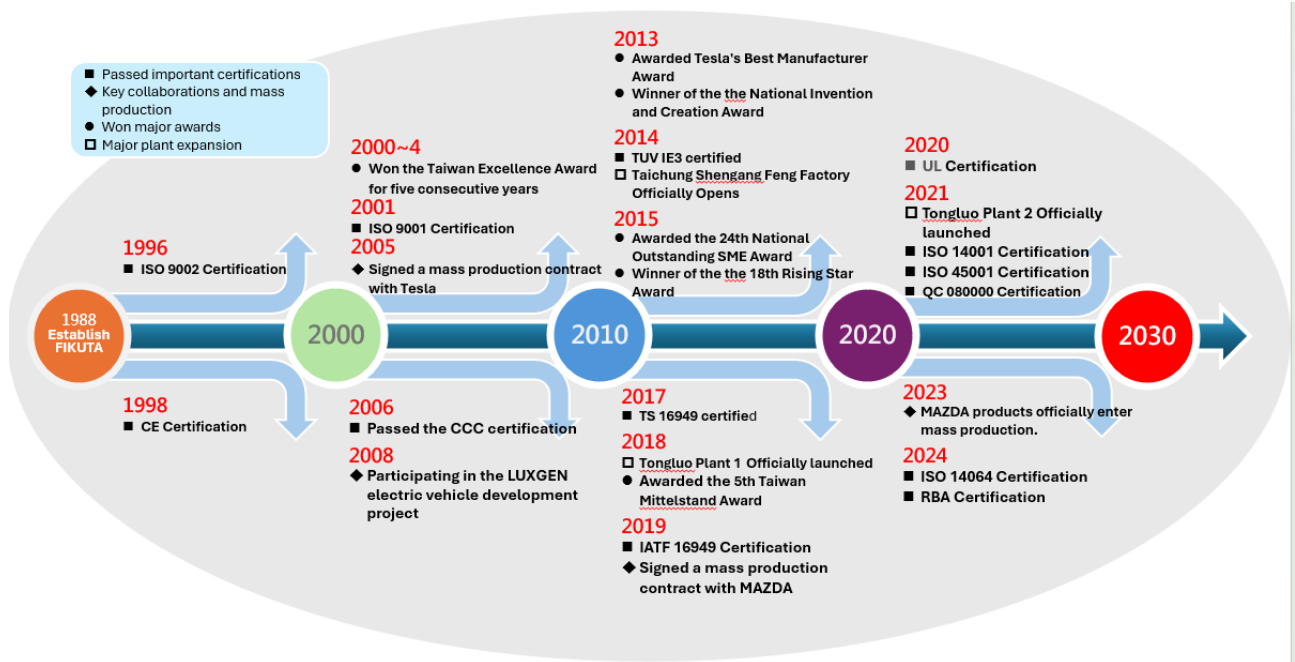 ■ Passed important certifications
◆ Key collaborations and mass
production
● Won major awards
□ Major plant expansion
1988
Establish
FIKUTA
1996
■ ISO 9002 Certification
1998
■ CE Certification
2000
2000~4
● Won the Taiwan Excellence Award
for five consecutive years
2001
■ ISO 9001 Certification
2005
◆ Signed a mass production contract
with Tesla
2006
■ Passed the CCC certification
2008
◆ Participating in the LUXGEN
electric vehicle development
project
2010
2013
● Awarded Tesla's Best Manufacturer
Award
● Winner of the the National Invention
and Creation Award
2014
■ TUV IE3 certified
□ Taichung Shengang Feng Factory
Officially Opens
2015
● Awarded the 24th National
Outstanding SME Award
● Winner of the the 18th Rising Star
Award
2017
■ TS 16949 certified
2018
□ Tongluo Plant 1 Officially launched
● Awarded the 5th Taiwan
Mittelstand Award
2019
■ IATF 16949 Certification
◆ Signed a mass production
contract with MAZDA
2020
2020
■ UL Certification
2021
□ Tongluo Plant 2 Officially
launched
■ ISO 14001 Certification
■ ISO 45001 Certification
■ QC 080000 Certification
2023
◆ MAZDA products officially enter
mass production.
2024
■ ISO 14064 Certification
■ RBA Certification
2030